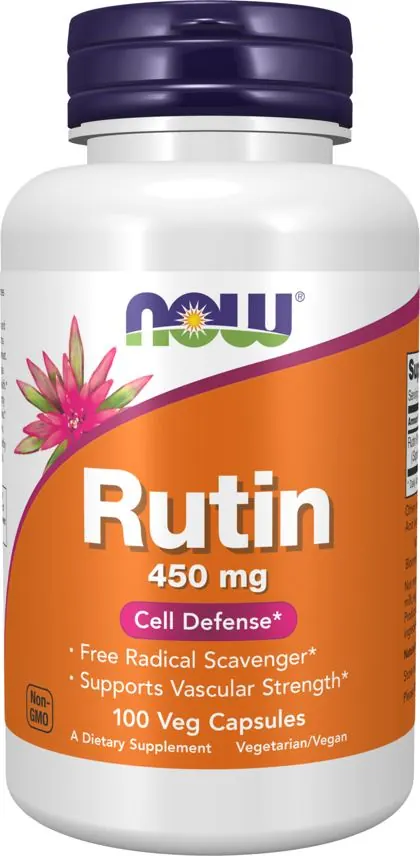 NOW®
Rutin
450 mg
Cell Defense*
• Free Radical Scavenger*
• Supports Vascular Strength*
100 Veg Capsules
A Dietary Supplement Vegetarian/Vegan
Non-
GMO